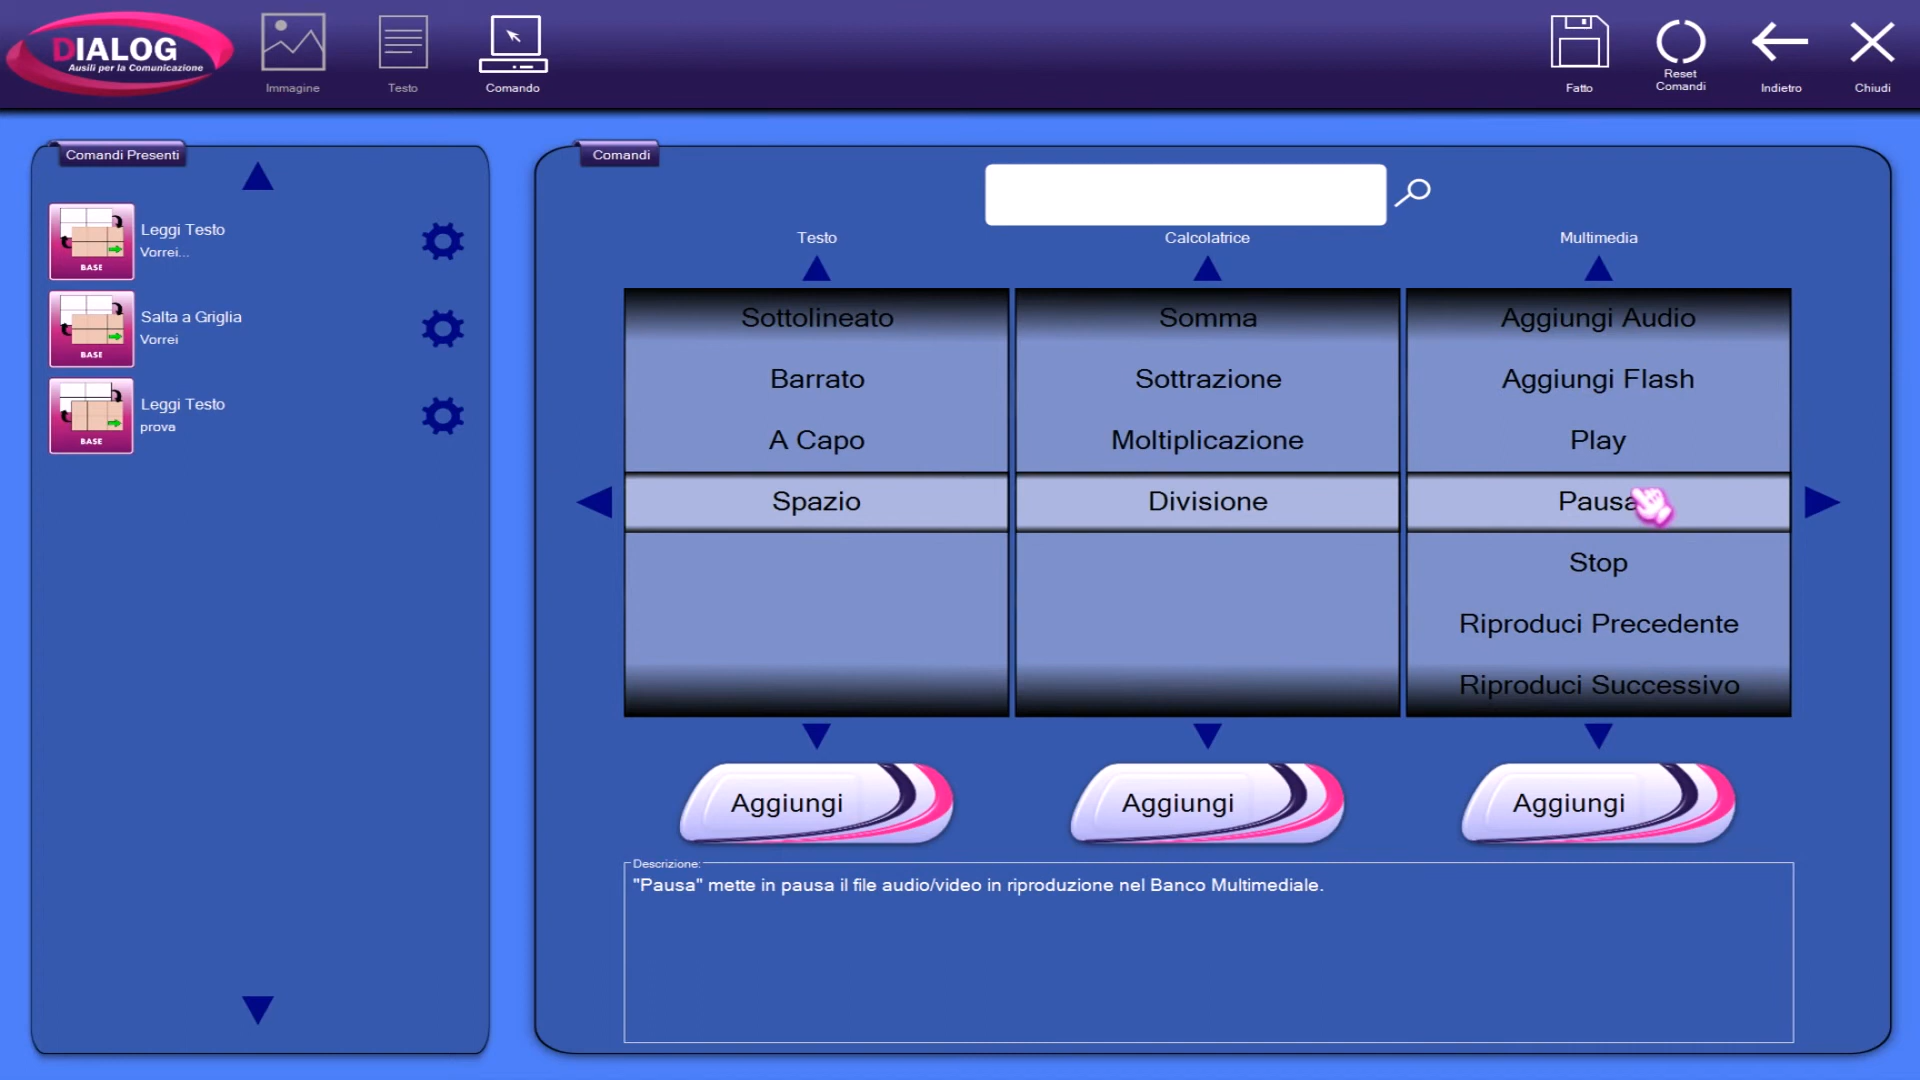 DIALOG
Ausili per la Comunicazione
Immagine
Testo
Comando
Fatto
Reset
Comandi
Indietro
Chiudi
Comandi Presenti
Leggi Testo
Vorrei...
BASE
Salta a Griglia
Vorrei
BASE
Leggi Testo
prova
BASE
Comandi
Testo
Calcolatrice
Multimedia
Sottolineato
Somma
Aggiungi Audio
Barrato
Sottrazione
Aggiungi Flash
A Capo
Moltiplicazione
Play
Spazio
Divisione
Pausa
Stop
Riproduci Precedente
Riproduci Successivo
Aggiungi
Aggiungi
Aggiungi
Descrizione:
"Pausa" mette in pausa il file audio/video in riproduzione nel Banco Multimediale.